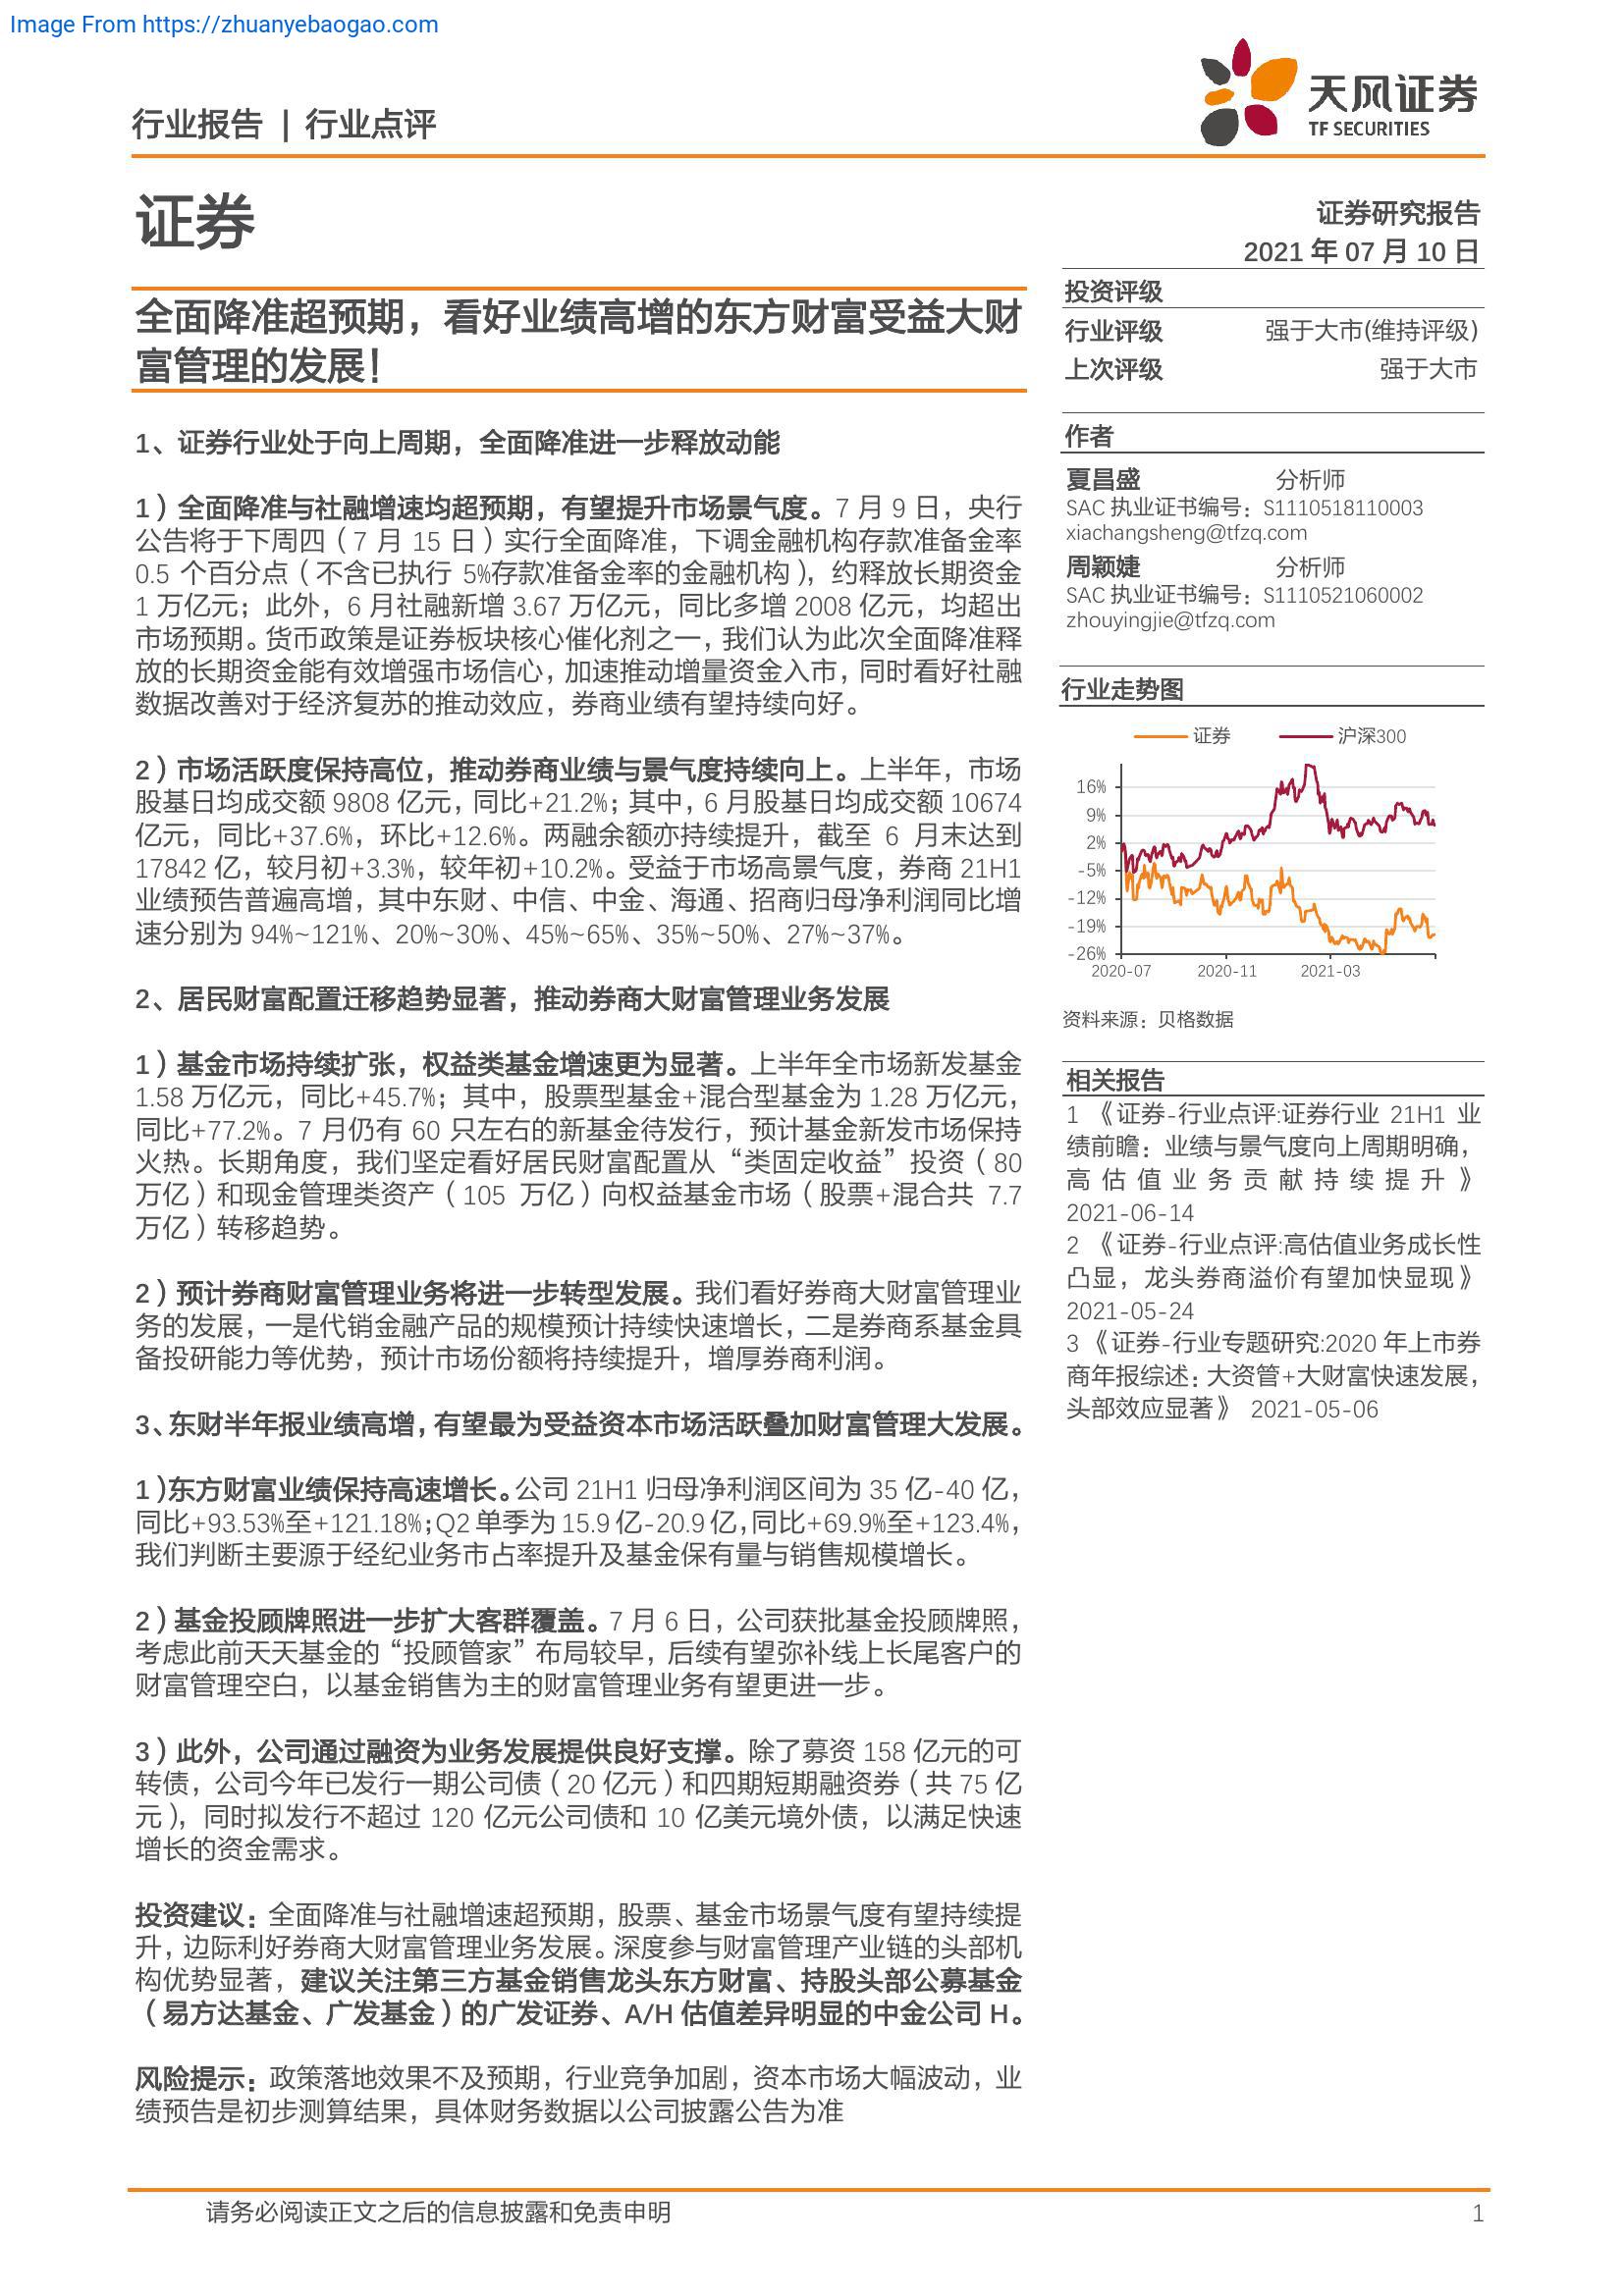 Image From https://zhuanyebaogao.com
行业报告 | 行业点评
天风证券
TF SECURITIES
证券
证券研究报告
2021 年 07 月 10 日
全面降准超预期，看好业绩高增的东方财富受益大财
富管理的发展！
1、证券行业处于向上周期，全面降准进一步释放动能
1）全面降准与社融增速均超预期，有望提升市场景气度。7 月 9 日，央行
公告将于下周四（7 月 15 日）实行全面降准，下调金融机构存款准备金率
0.5 个百分点（不含已执行 5%存款准备金率的金融机构），约释放长期资金
1 万亿元；此外，6 月社融新增 3.67 万亿元，同比多增 2008 亿元，均超出
市场预期。货币政策是证券板块核心催化剂之一，我们认为此次全面降准释
放的长期资金能有效增强市场信心，加速推动增量资金入市，同时看好社融
数据改善对于经济复苏的推动效应，券商业绩有望持续向好。
2）市场活跃度保持高位，推动券商业绩与景气度持续向上。上半年，市场
股基日均成交额 9808 亿元，同比+21.2%；其中，6 月股基日均成交额 10674
亿元，同比+37.6%，环比+12.6%。两融余额亦持续提升，截至 6 月末达到
17842 亿，较月初+3.3%，较年初+10.2%。受益于市场高景气度，券商 21H1
业绩预告普遍高增，其中东财、中信、中金、海通、招商归母净利润同比增
速分别为 94%~121%、20%~30%、45%~65%、35%~50%、27%~37%。
2、居民财富配置迁移趋势显著，推动券商大财富管理业务发展
1）基金市场持续扩张，权益类基金增速更为显著。上半年全市场新发基金
1.58 万亿元，同比+45.7%；其中，股票型基金+混合型基金为 1.28 万亿元，
同比+77.2%。7 月仍有 60 只左右的新基金待发行，预计基金新发市场保持
火热。长期角度，我们坚定看好居民财富配置从“类固定收益”投资（80
万亿）和现金管理类资产（105 万亿）向权益基金市场（股票+混合共 7.7
万亿）转移趋势。
2）预计券商财富管理业务将进一步转型发展。我们看好券商大财富管理业
务的发展，一是代销金融产品的规模预计持续快速增长，二是券商系基金具
备投研能力等优势，预计市场份额将持续提升，增厚券商利润。
3、东财半年报业绩高增，有望最为受益资本市场活跃叠加财富管理大发展。
1）东方财富业绩保持高速增长。公司 21H1 归母净利润区间为 35 亿-40 亿，
同比+93.53%至+121.18%；Q2 单季为 15.9 亿-20.9 亿，同比+69.9%至+123.4%，
我们判断主要源于经纪业务市占率提升及基金保有量与销售规模增长。
2）基金投顾牌照进一步扩大客群覆盖。7 月 6 日，公司获批基金投顾牌照，
考虑此前天天基金的“投顾管家”布局较早，后续有望弥补线上长尾客户的
财富管理空白，以基金销售为主的财富管理业务有望更进一步。
3）此外，公司通过融资为业务发展提供良好支撑。除了募资 158 亿元的可
转债，公司今年已发行一期公司债（20 亿元）和四期短期融资券（共 75 亿
元），同时拟发行不超过 120 亿元公司债和 10 亿美元境外债，以满足快速
增长的资金需求。
投资建议：全面降准与社融增速超预期，股票、基金市场景气度有望持续提
升，边际利好券商大财富管理业务发展。深度参与财富管理产业链的头部机
构优势显著，建议关注第三方基金销售龙头东方财富、持股头部公募基金
（易方达基金、广发基金）的广发证券、A/H 估值差异明显的中金公司 H。
风险提示：政策落地效果不及预期，行业竞争加剧，资本市场大幅波动，业
绩预告是初步测算结果，具体财务数据以公司披露公告为准
投资评级
行业评级 强于大市(维持评级)
上次评级 强于大市
作者
夏昌盛 分析师
SAC 执业证书编号：S1110518110003
xiachangsheng@tfzq.com
周颖婕 分析师
SAC 执业证书编号：S1110521060002
zhouyingjie@tfzq.com
行业走势图
证券 沪深300
16%
9%
2%
-5%
-12%
-19%
-26%
2020-07 2020-11 2021-03
资料来源：贝格数据
相关报告
1 《证券-行业点评:证券行业 21H1 业
绩前瞻：业绩与景气度向上周期明确，
高估值业务贡献持续提升》
2021-06-14
2 《证券-行业点评:高估值业务成长性
凸显，龙头券商溢价有望加快显现》
2021-05-24
3 《证券-行业专题研究:2020 年上市券
商年报综述：大资管+大财富快速发展，
头部效应显著》 2021-05-06
请务必阅读正文之后的信息披露和免责申明 1